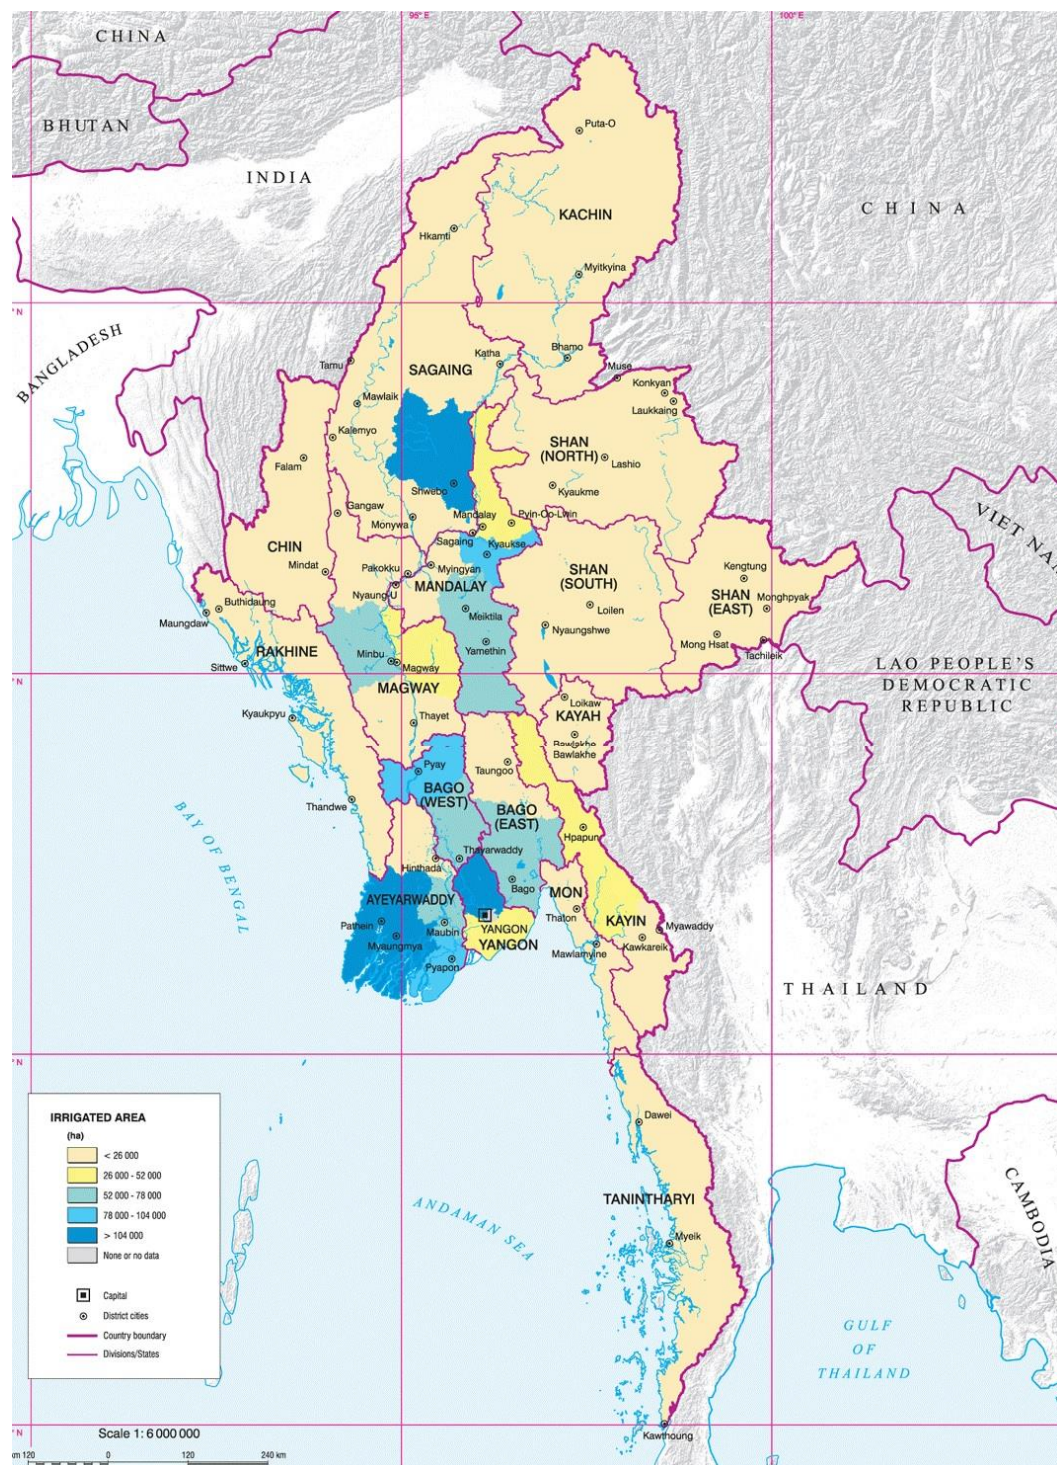 95° E
100° E
CHINA
BHUTAN
INDIA
CHINA
Puta-O
KACHIN
Hkamti
Myitkyina
° N
BANGLADESH
Tamu
Katha
Bhamo
SAGAING
Muse
Konkyan
Laukkaing
Mawlaik
Kalemyo
SHAN
(NORTH)
Lashio
Falam
Shwebo
Kyaukme
Gangaw
Monywa
Mandalay
Pyin-Oo-Lwin
VIET NAM
Sagaing
Kyaukse
CHIN
Mindat
Pakokku
Myingyan
Nyaung-U
MANDALAY
SHAN
(SOUTH)
Kengtung
SHAN
(EAST)
Monghpyak
Buthidaung
Maungdaw
Meiktila
Loilen
Nyaungshwe
Mong Hsat
Tachileik
RAKHINE
Sittwe
Minbu
Magway
Yamethin
° N
MAGWAY
LAO PEOPLE'S
DEMOCRATIC
REPUBLIC
Loikaw
KAYAH
Kyaukpyu
Thayet
Bawlakhe
Bawlakhe
Pyay
Taungoo
BAGO
(WEST)
Thandwe
BAGO
(EAST)
Hpapun
BAY OF BENGAL
Thayarwaddy
Hinthada
Bago
AYEYARWADDY
MON
Thaton
KAYIN
Pathein
Maubin
YANGON
YANGON
Myaungmya
Myawaddy
Kawkareik
Mawlamyine
Pyapon
THAILAND
° N
IRRIGATED AREA
(ha)
< 26 000
26 000 - 52 000
52 000 - 78 000
78 000 - 104 000
> 104 000
None or no data
Capital
District cities
Country boundary
Divisions/States
Dawei
TANINTHARYI
Myeik
ANDAMAN SEA
CAMBODIA
GULF
OF
THAILAND
Kawthoung
° N
Scale 1: 6 000 000
km 120 0 120 240 km